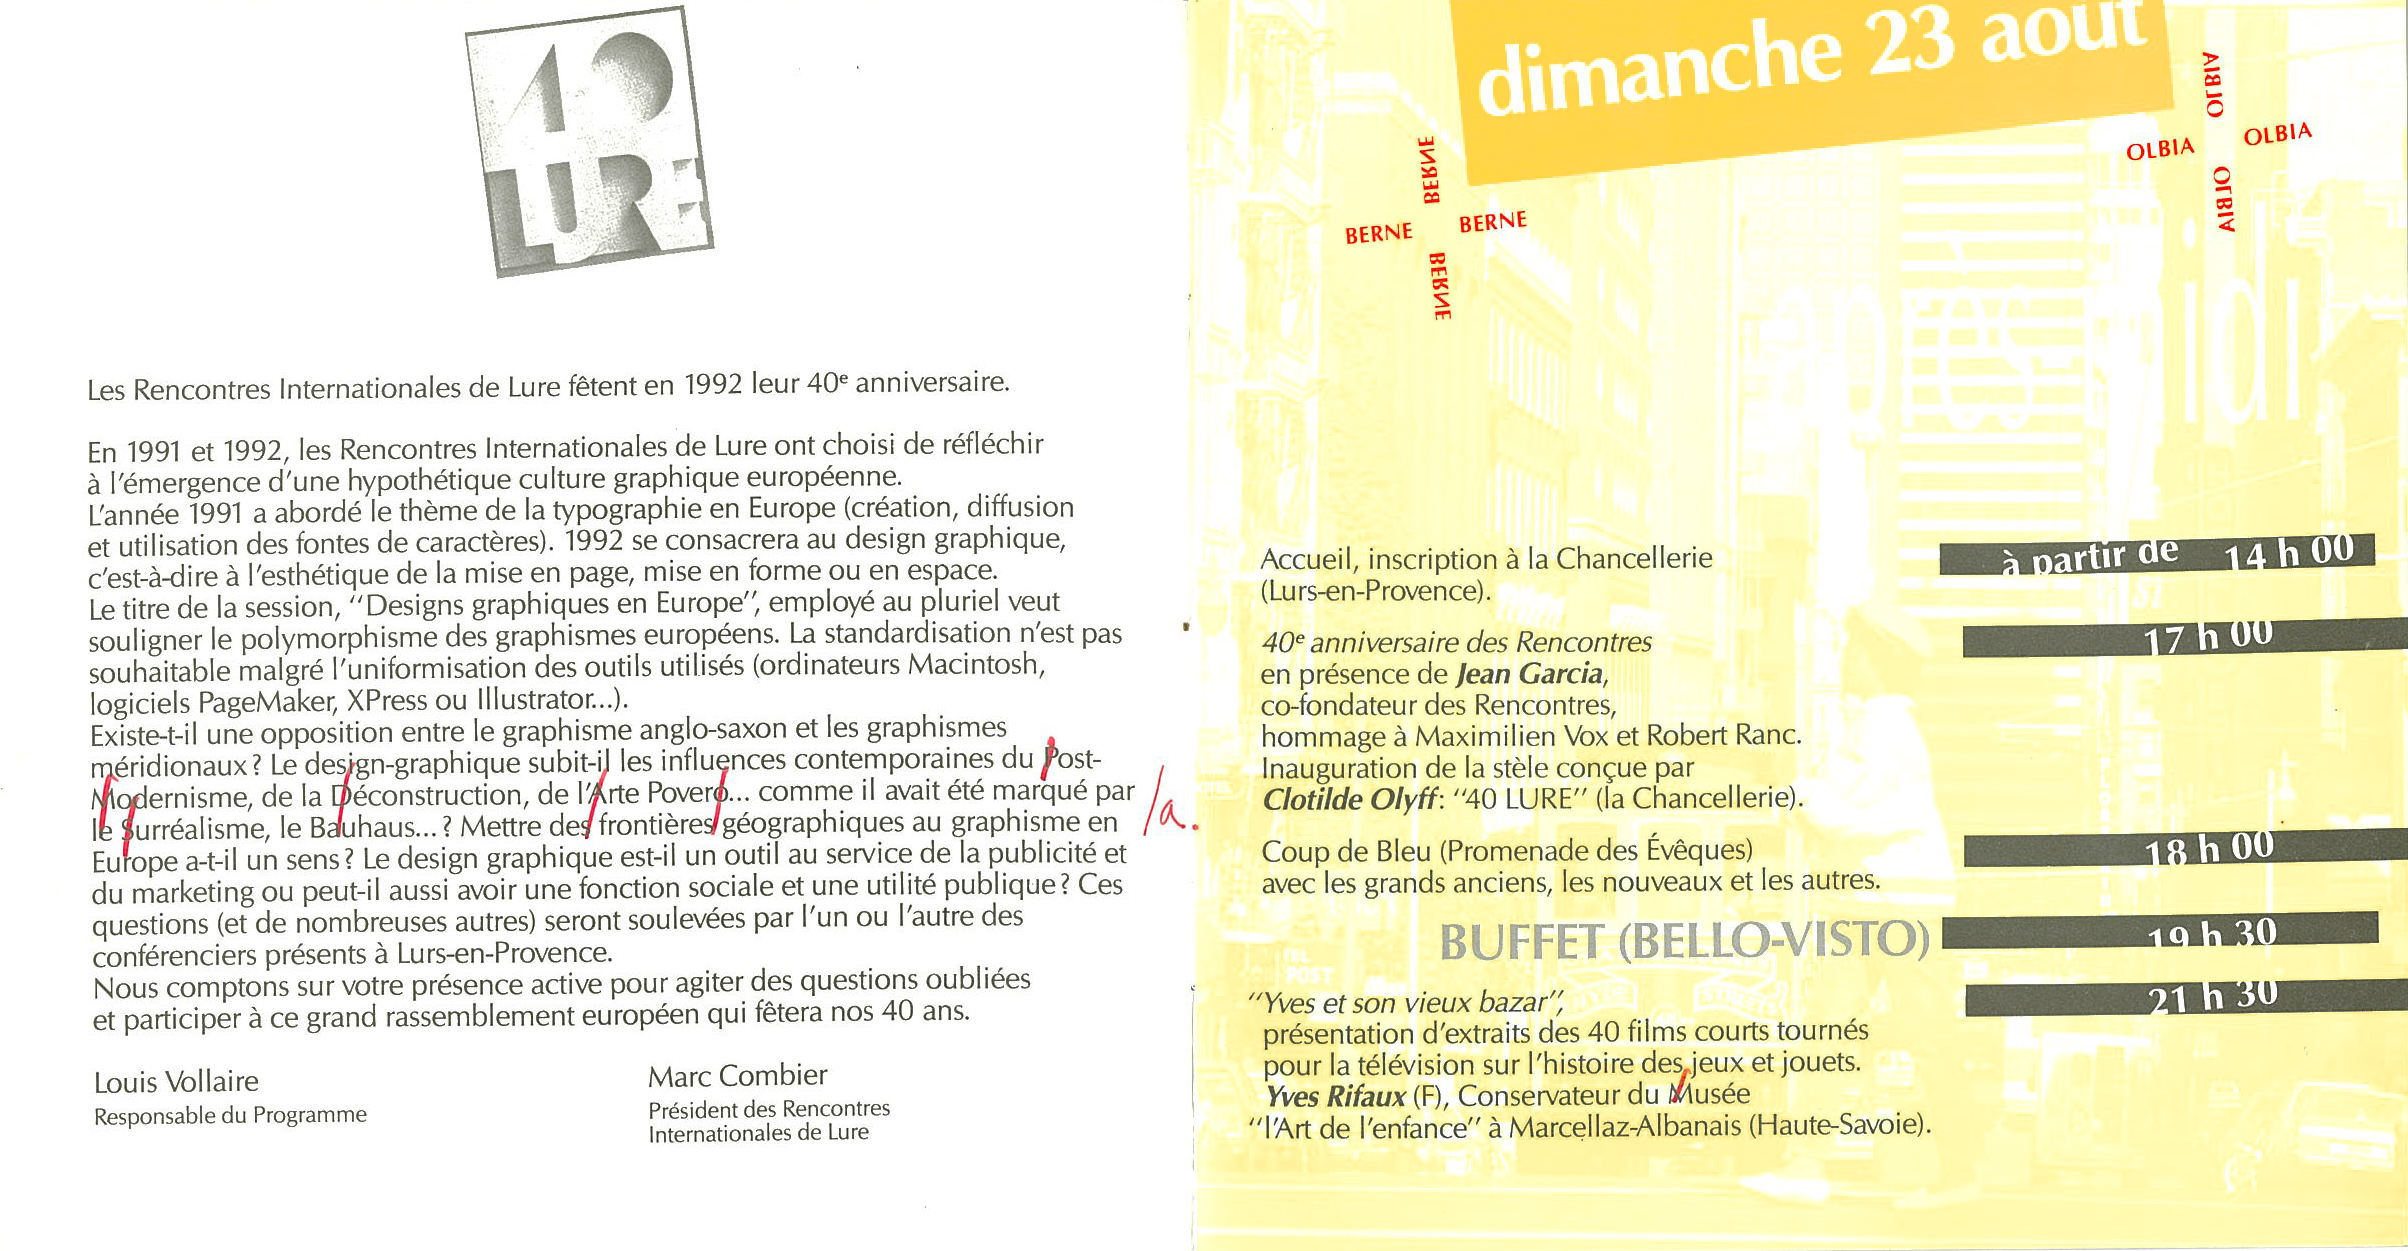 40
LURE
Les Rencontres Internationales de Lure fêtent en 1992 leur 40e anniversaire.
En 1991 et 1992, les Rencontres Internationales de Lure ont choisi de réfléchir
à l'émergence d'une hypothétique culture graphique européenne.
L'année 1991 a abordé le thème de la typographie en Europe (création, diffusion
et utilisation des fontes de caractères). 1992 se consacrera au design graphique,
c'est-à-dire à l'esthétique de la mise en page, mise en forme ou en espace.
Le titre de la session, "Designs graphiques en Europe", employé au pluriel veut
souligner le polymorphisme des graphismes européens. La standardisation n'est pas
souhaitable malgré l'uniformisation des outils utilisés (ordinateurs Macintosh,
logiciels PageMaker, XPress ou Illustrator...).
Existe-t-il une opposition entre le graphisme anglo-saxon et les graphismes
méridionaux? Le design-graphique subit-il les influences contemporaines du Post-
Modernisme, de la Déconstruction, de l'Arte Povero... comme il avait été marqué par
le Surréalisme, le Bauhaus...? Mettre des frontières géographiques au graphisme en /a.
Europe a-t-il un sens? Le design graphique est-il un outil au service de la publicité et
du marketing ou peut-il aussi avoir une fonction sociale et une utilité publique? Ces
questions (et de nombreuses autres) seront soulevées par l'un ou l'autre des
conférenciers présents à Lurs-en-Provence.
Nous comptons sur votre présence active pour agiter des questions oubliées
et participer à ce grand rassemblement européen qui fêtera nos 40 ans.
Louis Vollaire
Responsable du Programme
Marc Combier
Président des Rencontres
Internationales de Lure
dimanche 23 août
BERNE
BERNE
BERNE
BERNE
OLBIA
OLBIA
OLBIA
OLBIA
idi
Accueil, inscription à la Chancellerie
(Lurs-en-Provence).
à partir de 14 h 00
40e anniversaire des Rencontres
en présence de Jean Garcia,
co-fondateur des Rencontres,
hommage à Maximilien Vox et Robert Ranc.
Inauguration de la stèle conçue par
Clotilde Olyff: "40 LURE" (la Chancellerie).
17 h 00
Coup de Bleu (Promenade des Évêques)
avec les grands anciens, les nouveaux et les autres.
18 h 00
BUFFET (BELLO-VISTO)
19 h 30
"Yves et son vieux bazar",
présentation d'extraits des 40 films courts tournés
pour la télévision sur l'histoire des jeux et jouets.
Yves Rifaux (F), Conservateur du Musée
"l'Art de l'enfance" à Marcellaz-Albanais (Haute-Savoie).
21 h 30